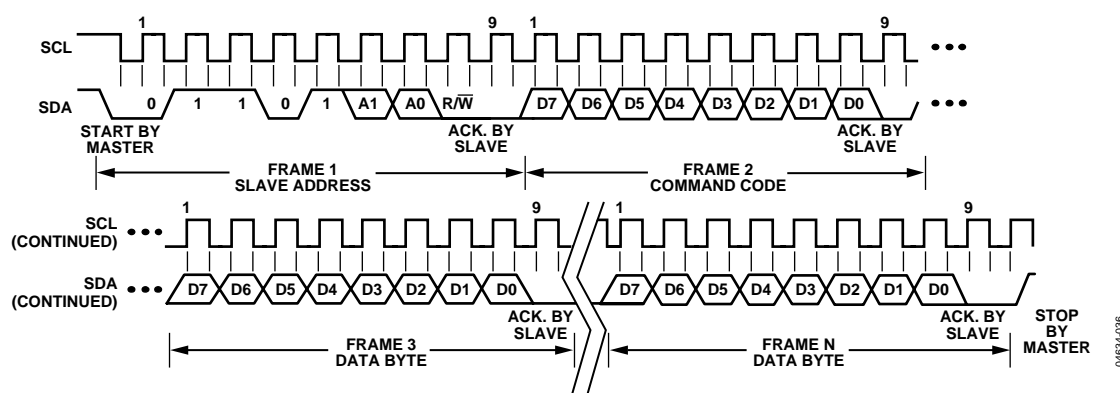 1 9 1 9
SCL •••
SDA 0 1 1 0 1 A1 A0 R/W̅ D7 D6 D5 D4 D3 D2 D1 D0 •••
START BY MASTER ACK. BY SLAVE ACK. BY SLAVE
FRAME 1 FRAME 2
SLAVE ADDRESS COMMAND CODE
1 9 1 9
SCL (CONTINUED) •••
SDA (CONTINUED) ••• D7 D6 D5 D4 D3 D2 D1 D0 D7 D6 D5 D4 D3 D2 D1 D0
ACK. BY SLAVE ACK. BY SLAVE STOP BY MASTER
FRAME 3 FRAME N
DATA BYTE DATA BYTE
04634-036